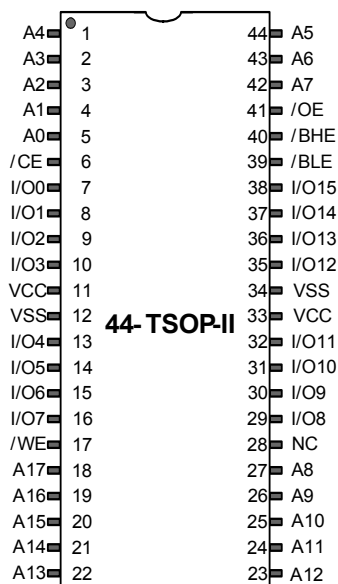 A4 1 44 A5
A3 2 43 A6
A2 3 42 A7
A1 4 41 /OE
A0 5 40 /BHE
/CE 6 39 /BLE
I/O0 7 38 I/O15
I/O1 8 37 I/O14
I/O2 9 36 I/O13
I/O3 10 35 I/O12
VCC 11 34 VSS
VSS 12 33 VCC
44-TSOP-II
I/O4 13 32 I/O11
I/O5 14 31 I/O10
I/O6 15 30 I/O9
I/O7 16 29 I/O8
/WE 17 28 NC
A17 18 27 A8
A16 19 26 A9
A15 20 25 A10
A14 21 24 A11
A13 22 23 A12